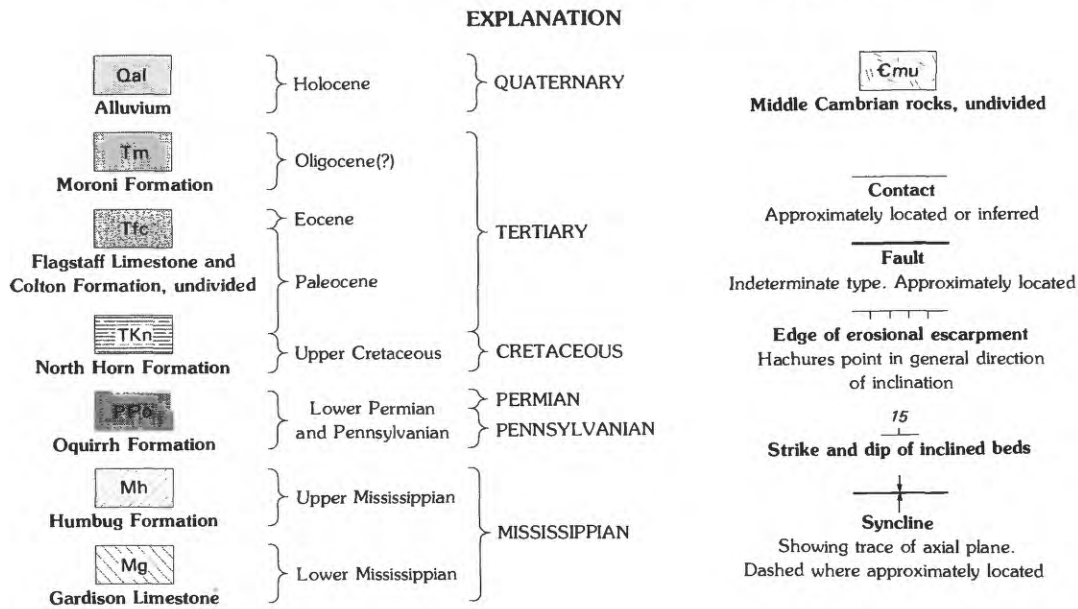 EXPLANATION
Qal
Alluvium
Holocene
QUATERNARY
Tm
Moroni Formation
Oligocene(?)
Tfc
Flagstaff Limestone and
Colton Formation, undivided
Eocene
Paleocene
TERTIARY
TKn
North Horn Formation
Upper Cretaceous
CRETACEOUS
PPo
Oquirrh Formation
Lower Permian
and Pennsylvanian
PERMIAN
PENNSYLVANIAN
Mh
Humbug Formation
Upper Mississippian
Mg
Gardison Limestone
Lower Mississippian
MISSISSIPPIAN
Ꞓmu
Middle Cambrian rocks, undivided
Contact
Approximately located or inferred
Fault
Indeterminate type. Approximately located
Edge of erosional escarpment
Hachures point in general direction
of inclination
15
Strike and dip of inclined beds
Syncline
Showing trace of axial plane.
Dashed where approximately located